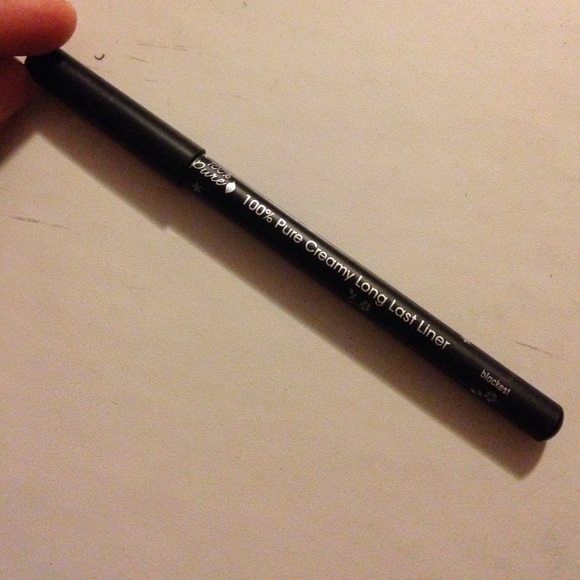 100%
pure
100% Pure Creamy Long Last Liner
blackest